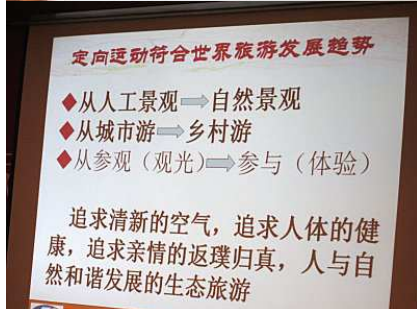 定向运动符合世界旅游发展趋势
◆从人工景观⇨自然景观
◆从城市游⇨乡村游
◆从参观（观光）⇨参与（体验）
追求清新的空气，追求人体的健
康，追求亲情的返璞归真，人与自
然和谐发展的生态旅游